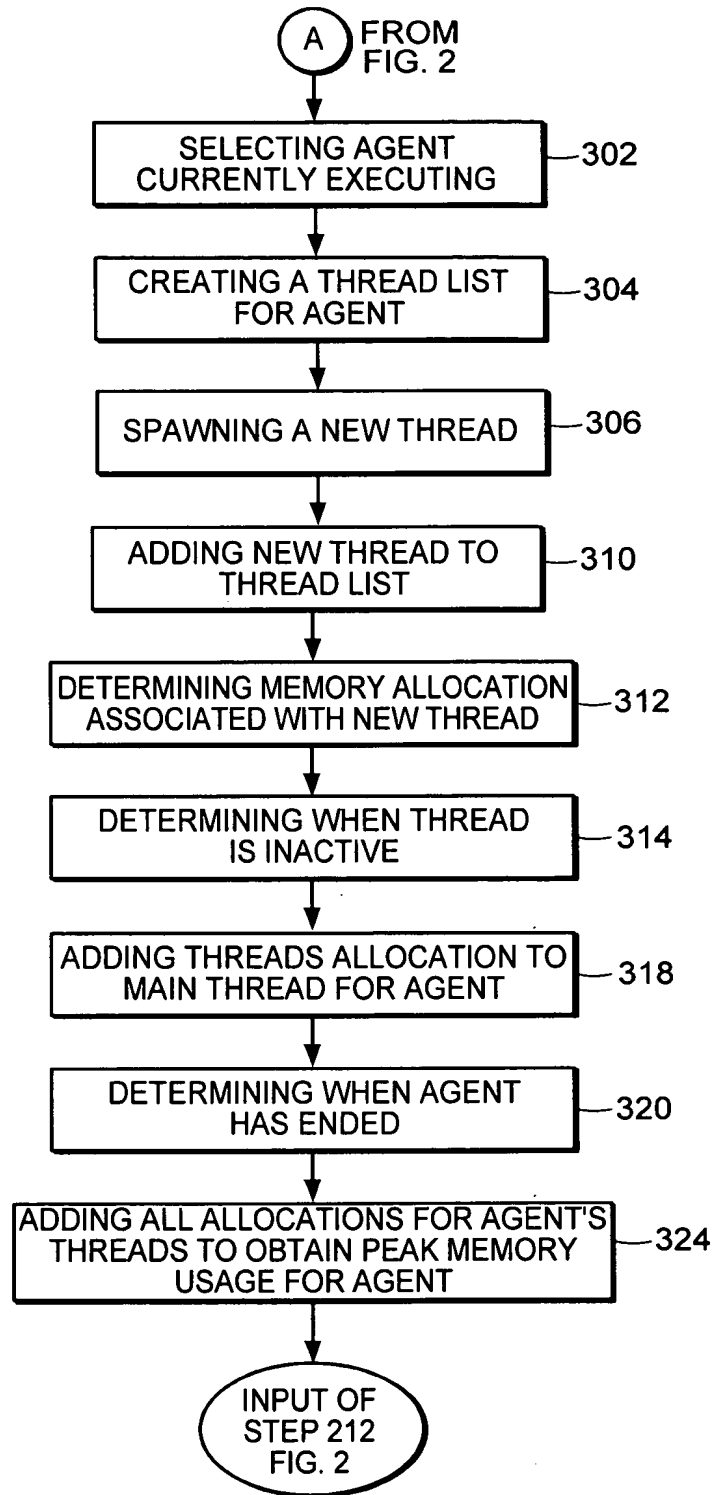 A FROM
FIG. 2
SELECTING AGENT
CURRENTLY EXECUTING
302
CREATING A THREAD LIST
FOR AGENT
304
SPAWNING A NEW THREAD
306
ADDING NEW THREAD TO
THREAD LIST
310
DETERMINING MEMORY ALLOCATION
ASSOCIATED WITH NEW THREAD
312
DETERMINING WHEN THREAD
IS INACTIVE
314
ADDING THREADS ALLOCATION TO
MAIN THREAD FOR AGENT
318
DETERMINING WHEN AGENT
HAS ENDED
320
ADDING ALL ALLOCATIONS FOR AGENT'S
THREADS TO OBTAIN PEAK MEMORY
USAGE FOR AGENT
324
INPUT OF
STEP 212
FIG. 2